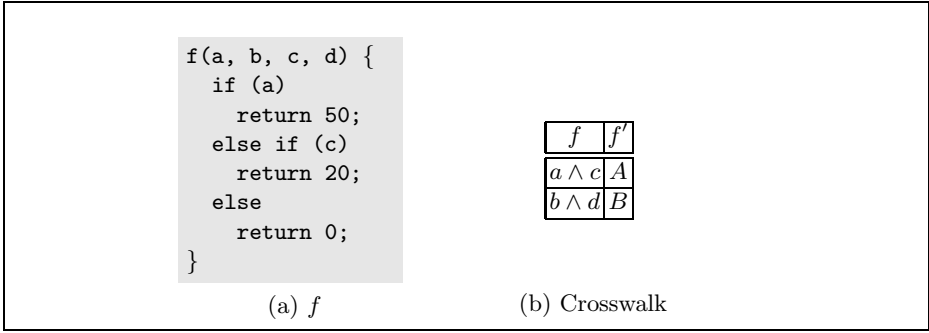 f(a, b, c, d) {
if (a)
return 50;
else if (c)
return 20;
else
return 0;
}
(a) f
f f′
a ∧ c A
b ∧ d B
(b) Crosswalk